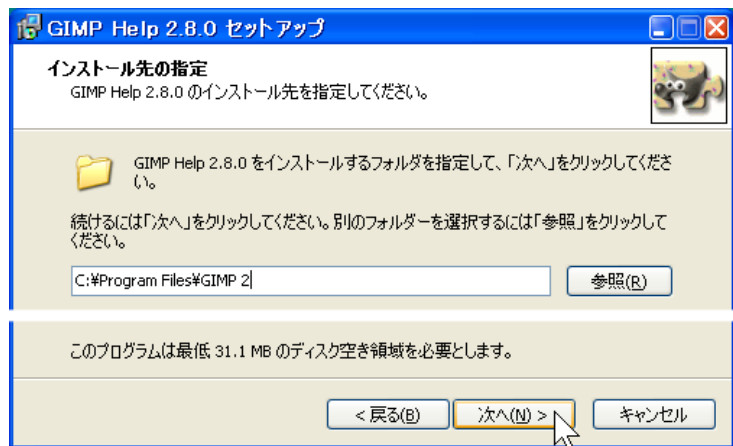 GIMP Help 2.8.0 セットアップ
インストール先の指定
GIMP Help 2.8.0 のインストール先を指定してください。
GIMP Help 2.8.0 をインストールするフォルダを指定して、「次へ」をクリックしてくださ
い。
続けるには「次へ」をクリックしてください。別のフォルダーを選択するには「参照」をクリックして
ください。
C:¥Program Files¥GIMP 2
参照(R)
このプログラムは最低 31.1 MB のディスク空き領域を必要とします。
< 戻る(B)
次へ(N) >
キャンセル